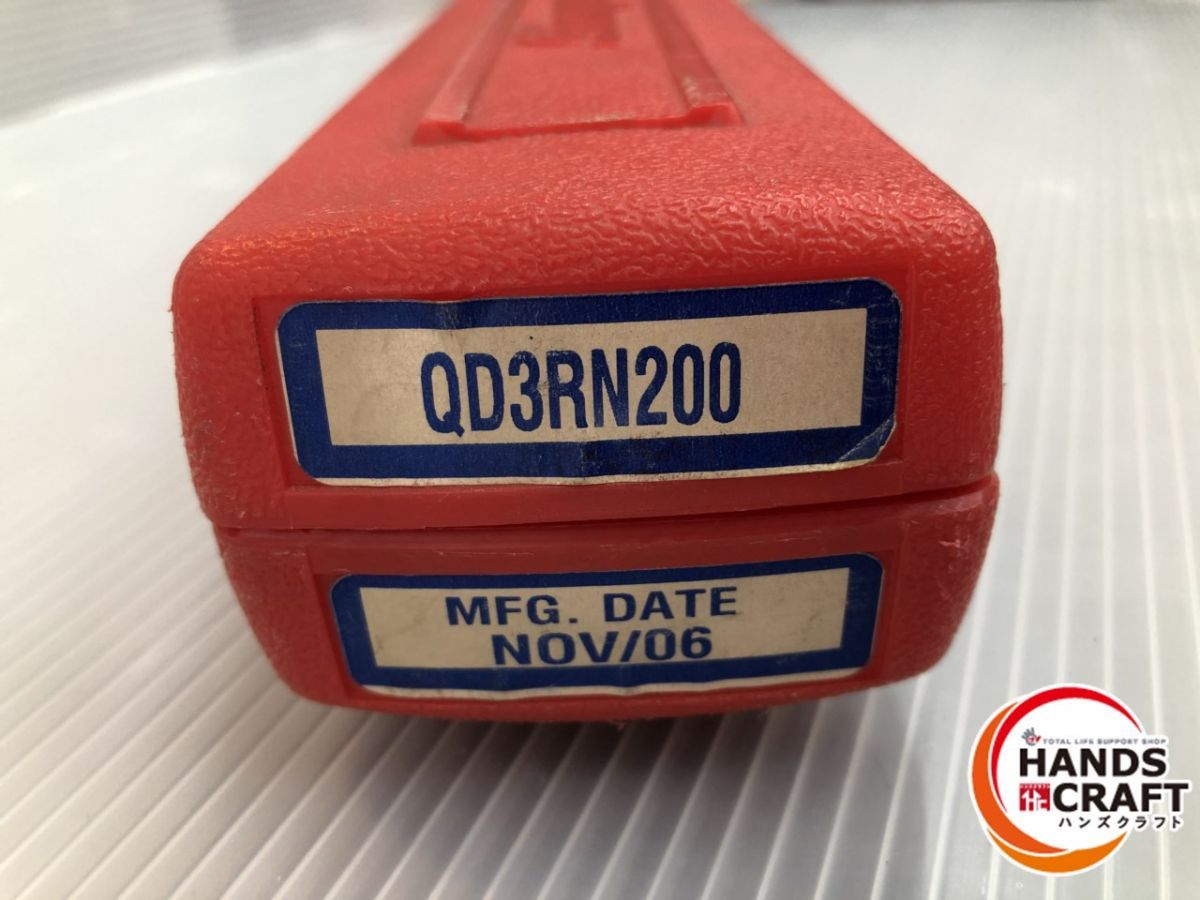 QD3RN200
MFG. DATE
NOV/06
TOTAL LIFE SUPPORT SHOP
HANDS
CRAFT
ハンズクラフト